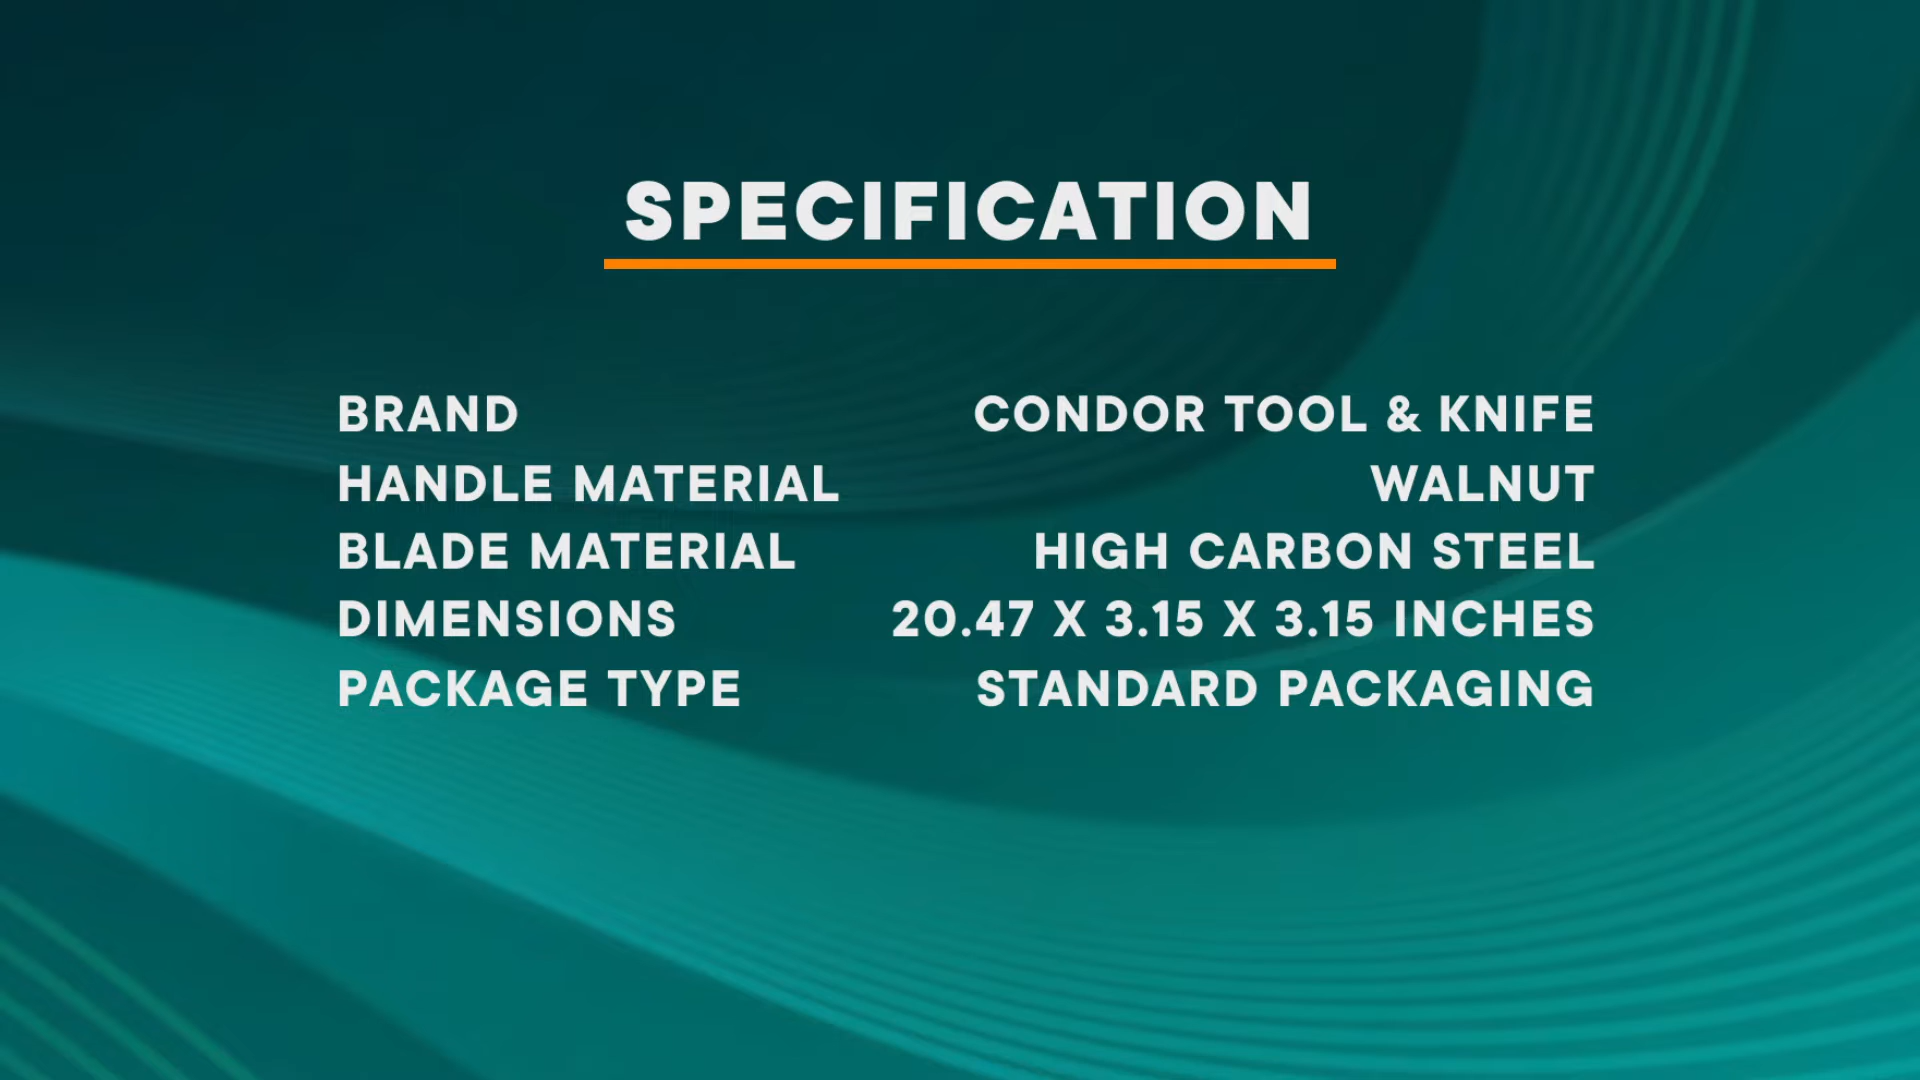 SPECIFICATION
BRAND CONDOR TOOL & KNIFE
HANDLE MATERIAL WALNUT
BLADE MATERIAL HIGH CARBON STEEL
DIMENSIONS 20.47 X 3.15 X 3.15 INCHES
PACKAGE TYPE STANDARD PACKAGING